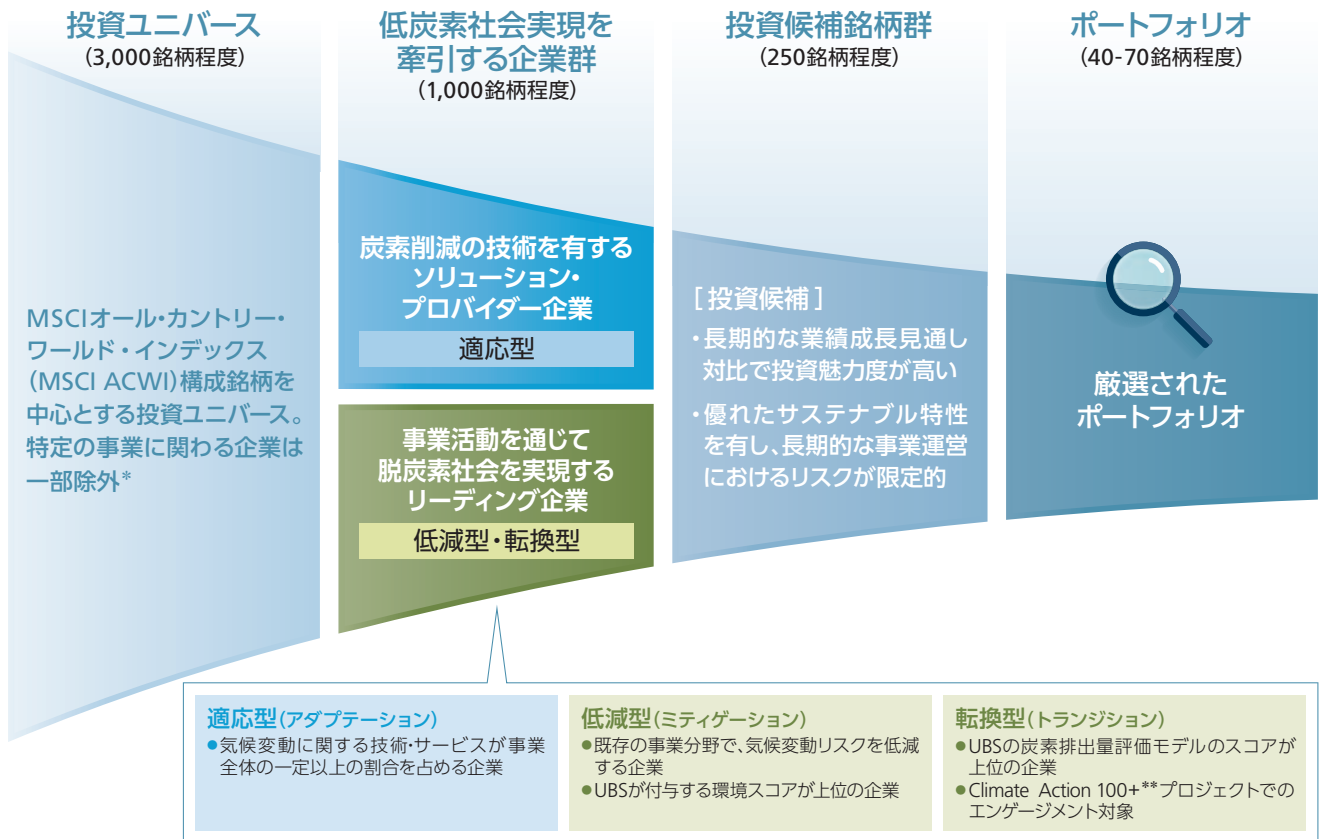 投資ユニバース
(3,000銘柄程度)
MSCIオール・カントリー・
ワールド・インデックス
(MSCI ACWI)構成銘柄を
中心とする投資ユニバース。
特定の事業に関わる企業は
一部除外*
低炭素社会実現を
牽引する企業群
(1,000銘柄程度)
炭素削減の技術を有する
ソリューション・
プロバイダー企業
適応型
事業活動を通じて
脱炭素社会を実現する
リーディング企業
低減型・転換型
投資候補銘柄群
(250銘柄程度)
[投資候補]
・長期的な業績成長見通し
対比で投資魅力度が高い
・優れたサステナブル特性
を有し、長期的な事業運営
におけるリスクが限定的
ポートフォリオ
(40-70銘柄程度)
厳選された
ポートフォリオ
適応型(アダプテーション)
●気候変動に関する技術・サービスが事業
全体の一定以上の割合を占める企業
低減型(ミティゲーション)
●既存の事業分野で、気候変動リスクを低減
する企業
●UBSが付与する環境スコアが上位の企業
転換型(トランジション)
●UBSの炭素排出量評価モデルのスコアが
上位の企業
●Climate Action 100+**プロジェクトでの
エンゲージメント対象